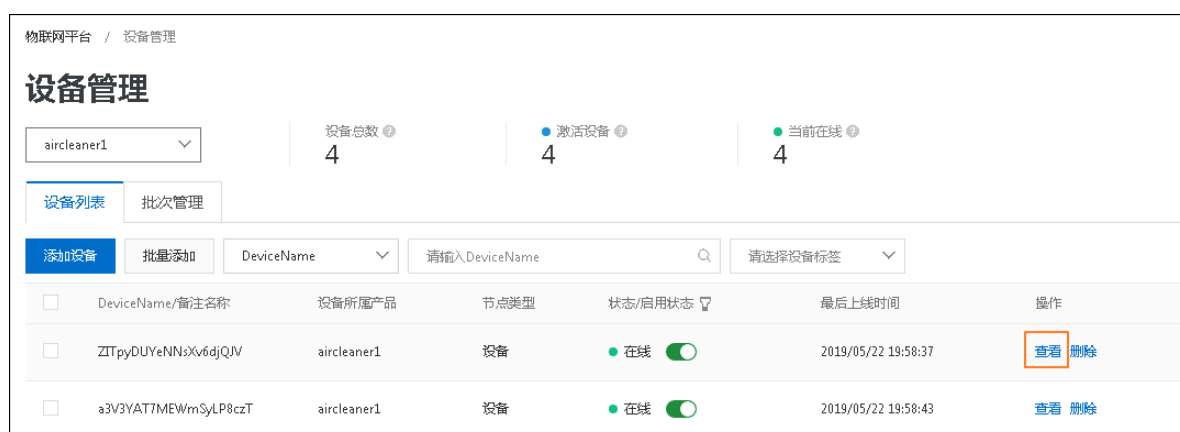 物联网平台 / 设备管理
设备管理
aircleaner1
设备总数
激活设备
当前在线
4
4
4
设备列表 批次管理
添加设备 批量添加 DeviceName 请输入DeviceName 请选择设备标签
DeviceName/备注名称 设备所属产品 节点类型 状态/启用状态 最后上线时间 操作
ZITpyDUYeNNsXv6djQJV aircleaner1 设备 在线 2019/05/22 19:58:37 查看 删除
a3V3YAT7MEWmSyLP8czT aircleaner1 设备 在线 2019/05/22 19:58:43 查看 删除